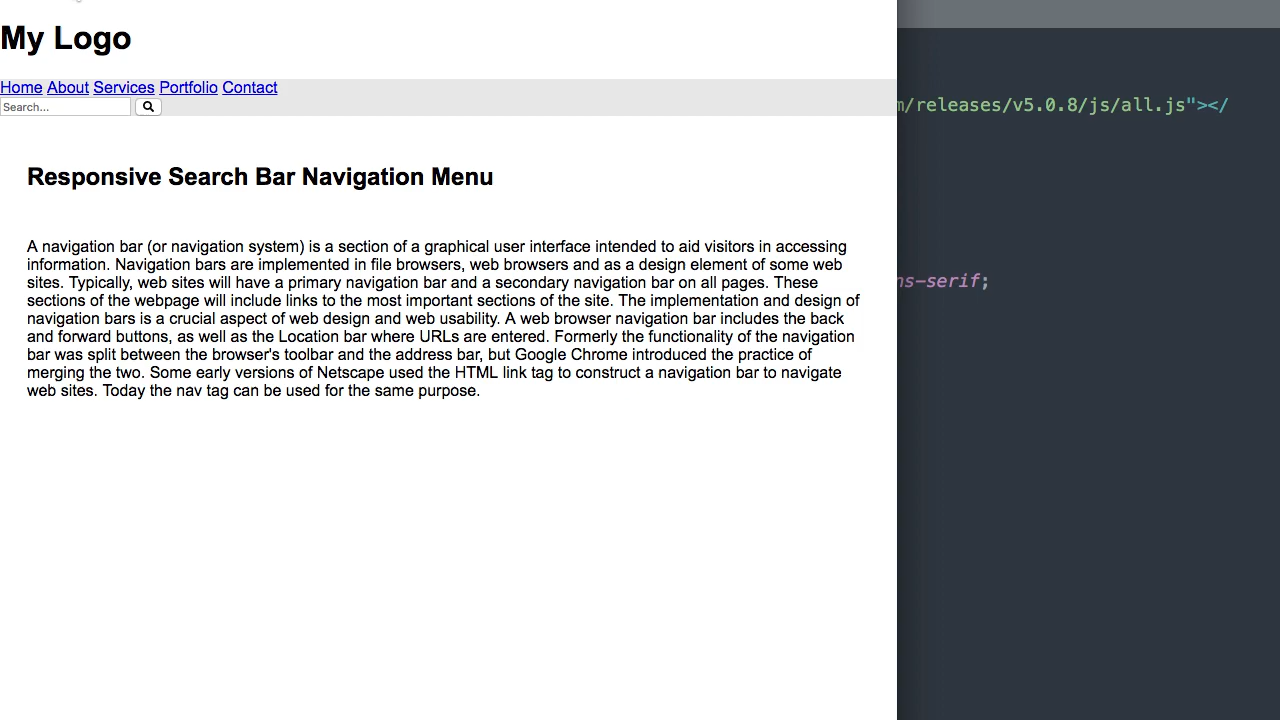 My Logo
Home About Services Portfolio Contact
Search...
m/releases/v5.0.8/js/all.js"></
Responsive Search Bar Navigation Menu
A navigation bar (or navigation system) is a section of a graphical user interface intended to aid visitors in accessing
information. Navigation bars are implemented in file browsers, web browsers and as a design element of some web
sites. Typically, web sites will have a primary navigation bar and a secondary navigation bar on all pages. These
sections of the webpage will include links to the most important sections of the site. The implementation and design of
navigation bars is a crucial aspect of web design and web usability. A web browser navigation bar includes the back
and forward buttons, as well as the Location bar where URLs are entered. Formerly the functionality of the navigation
bar was split between the browser's toolbar and the address bar, but Google Chrome introduced the practice of
merging the two. Some early versions of Netscape used the HTML link tag to construct a navigation bar to navigate
web sites. Today the nav tag can be used for the same purpose.
ns-serif;